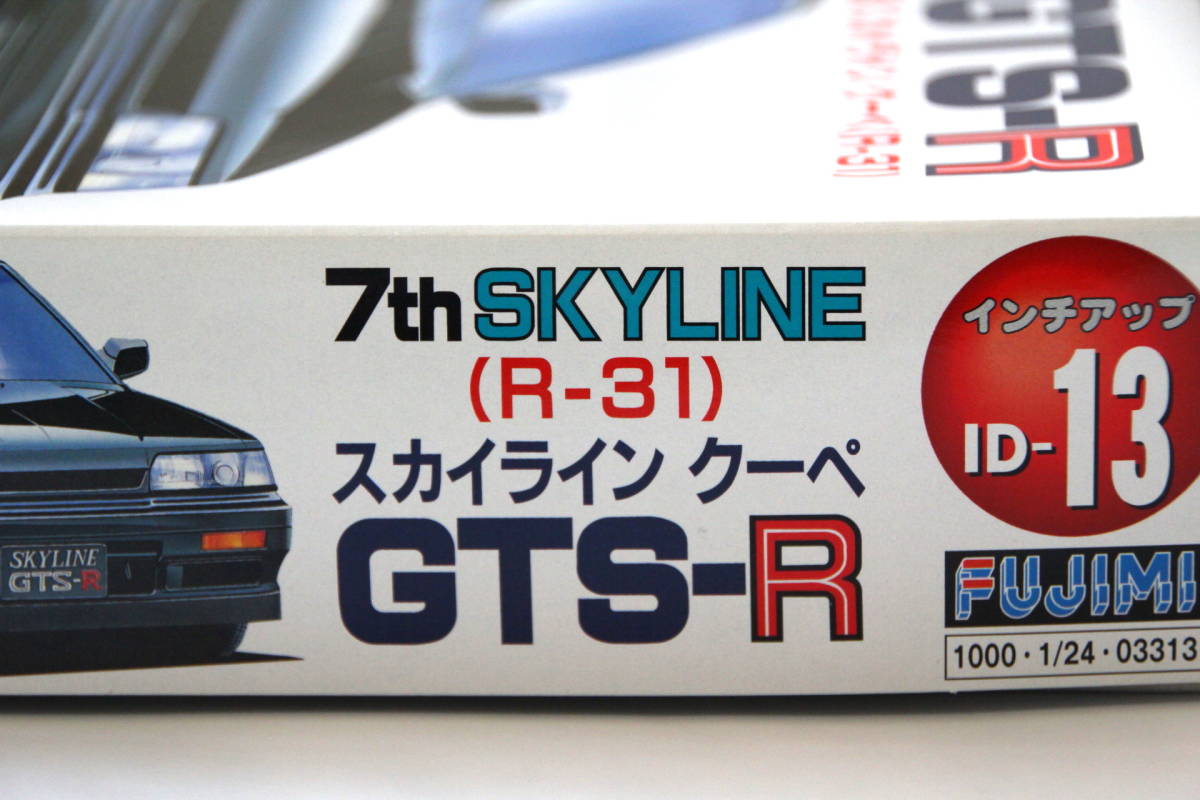 GTS-R
7th SKYLINE
(R-31)
スカイライン クーペ
GTS-R
インチアップ
ID-13
FUJIMI
1000・1/24・03313
SKYLINE
GTS-R